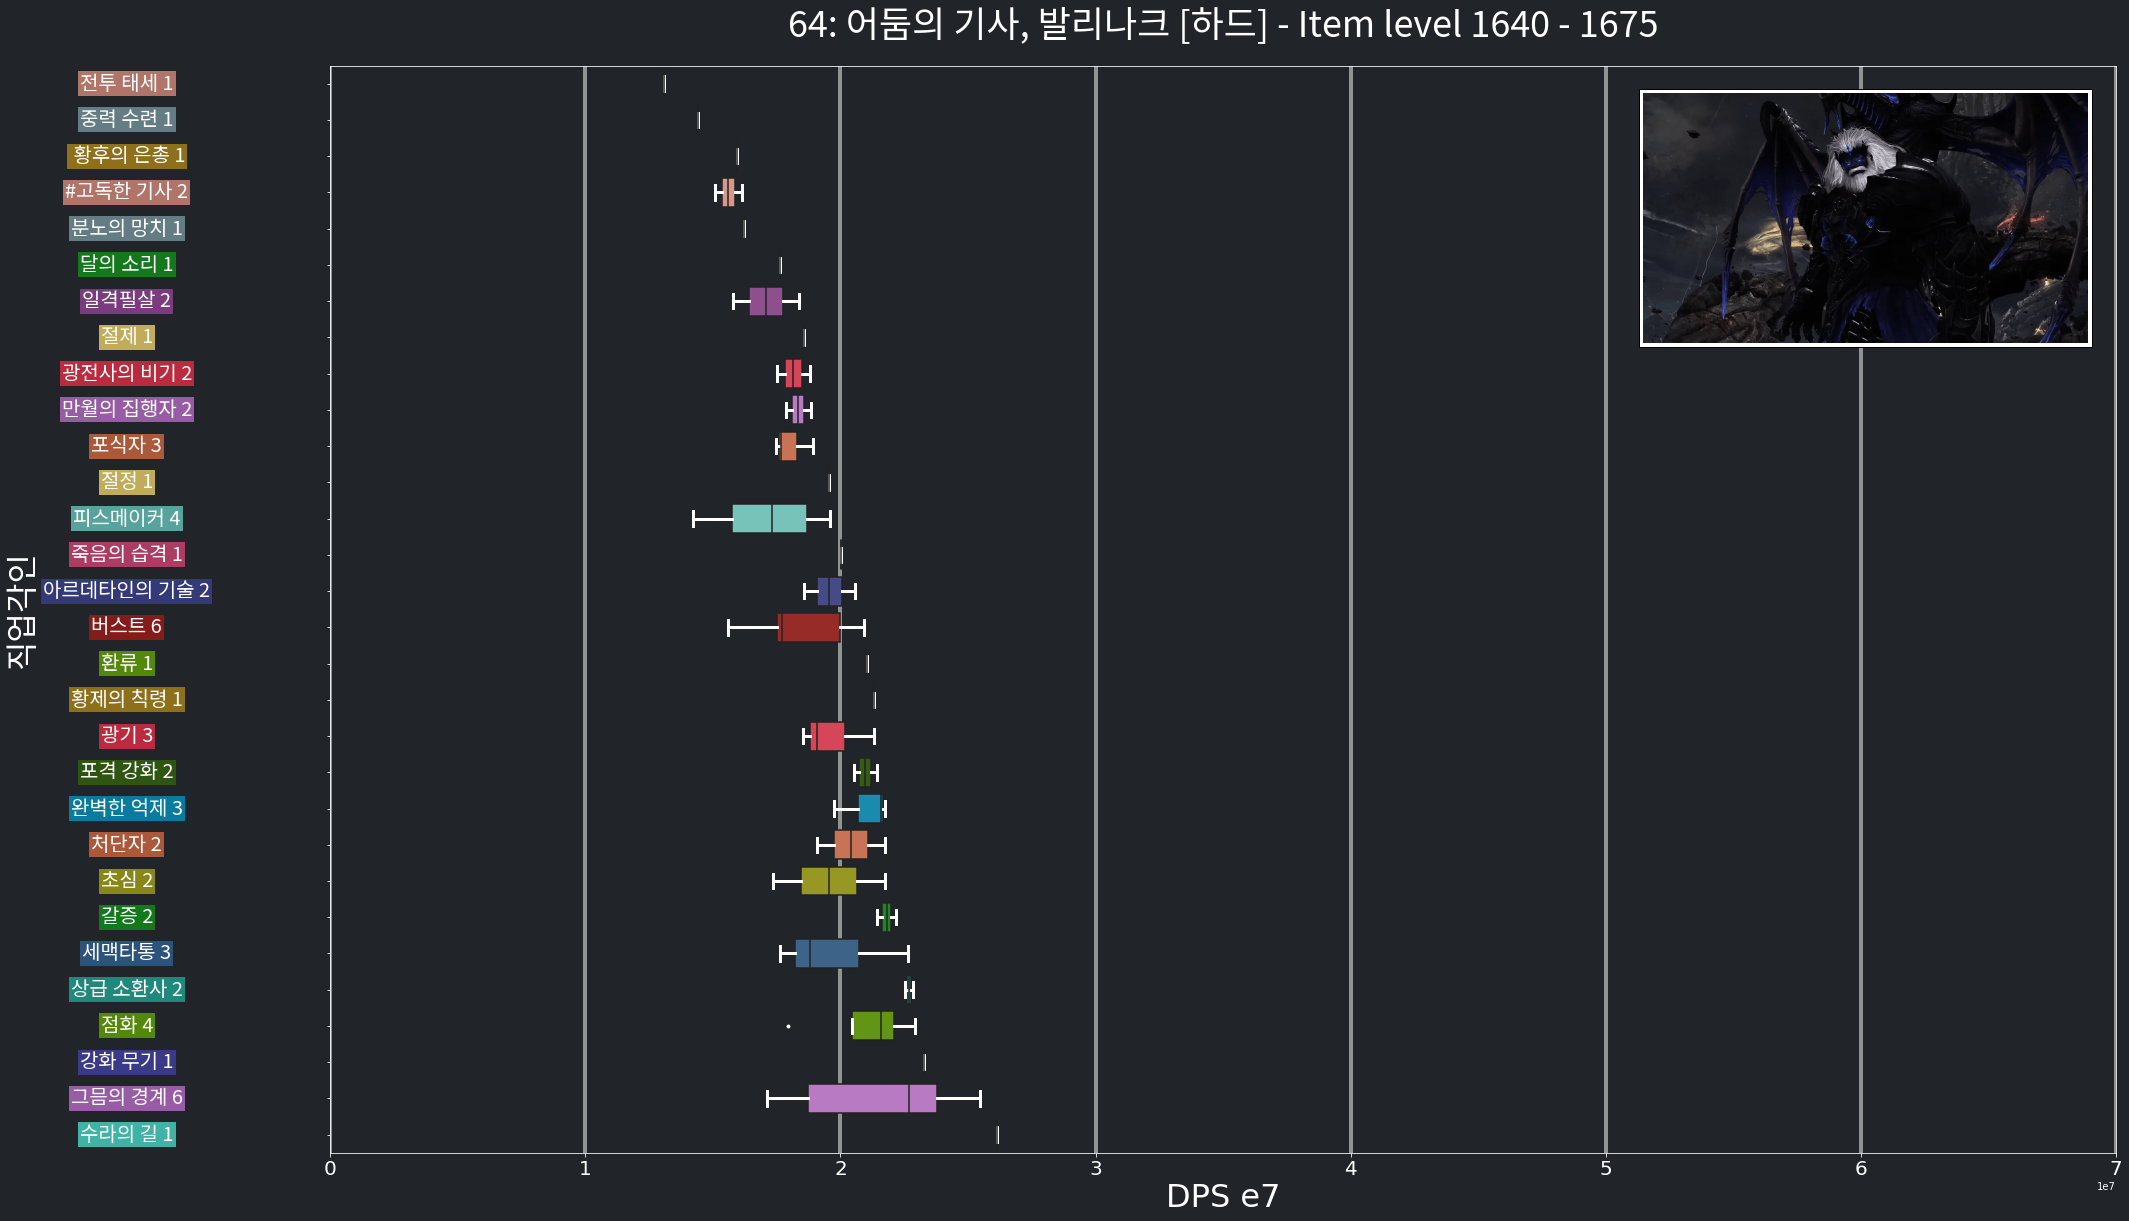 64: 어둠의 기사, 발리나크 [하드] - Item level 1640 - 1675
전투 태세 1
중력 수련 1
황후의 은총 1
#고독한 기사 2
분노의 망치 1
달의 소리 1
일격필살 2
절제 1
광전사의 비기 2
만월의 집행자 2
포식자 3
절정 1
피스메이커 4
죽음의 습격 1
아르데타인의 기술 2
버스트 6
환류 1
황제의 칙령 1
광기 3
포격 강화 2
완벽한 억제 3
처단자 2
초심 2
갈증 2
세맥타통 3
상급 소환사 2
점화 4
강화 무기 1
그믐의 경계 6
수라의 길 1
직업각인
0 1 2 3 4 5 6 7
1e7
DPS e7